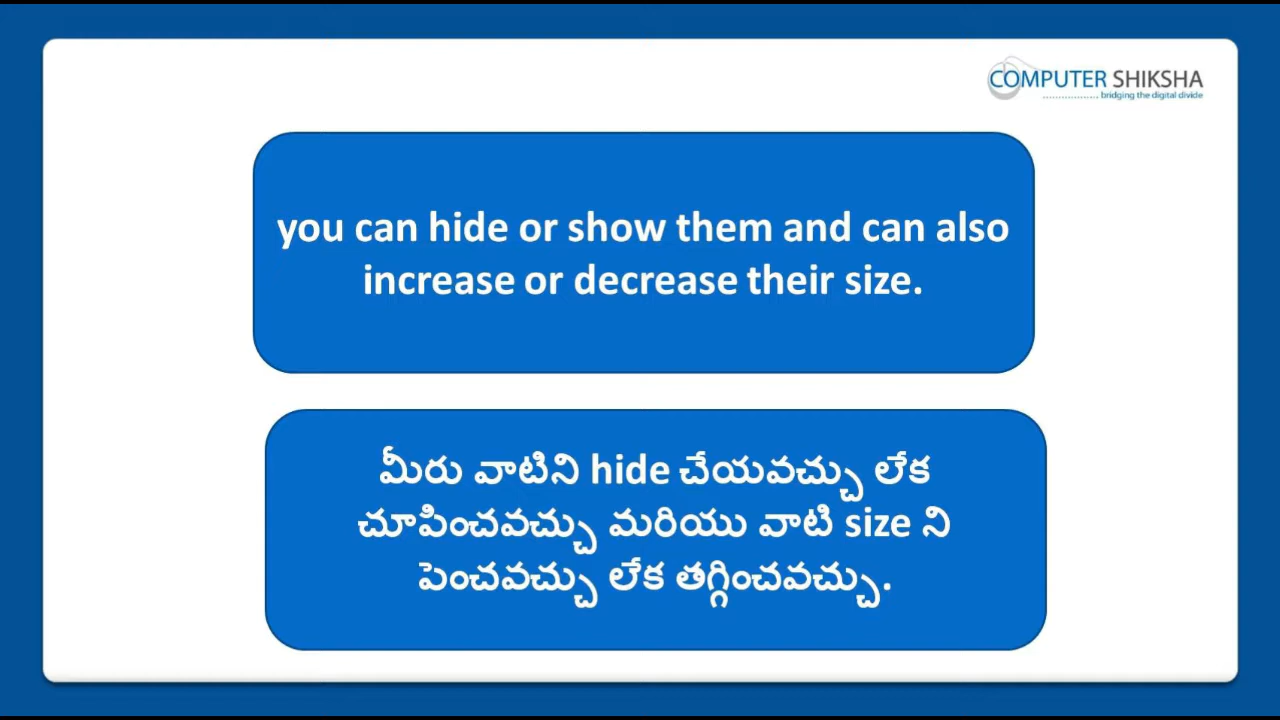 COMPUTER SHIKSHA
.................... bridging the digital divide
you can hide or show them and can also
increase or decrease their size.
మీరు వాటిని hide చేయవచ్చు లేక
చూపించవచ్చు మరియు వాటి size ని
పెంచవచ్చు లేక తగ్గించవచ్చు.